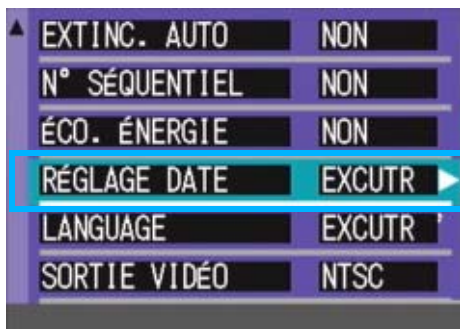 EXTINC. AUTO NON
N° SÉQUENTIEL NON
ÉCO. ÉNERGIE NON
RÉGLAGE DATE EXCUTR
LANGUAGE EXCUTR
SORTIE VIDÉO NTSC